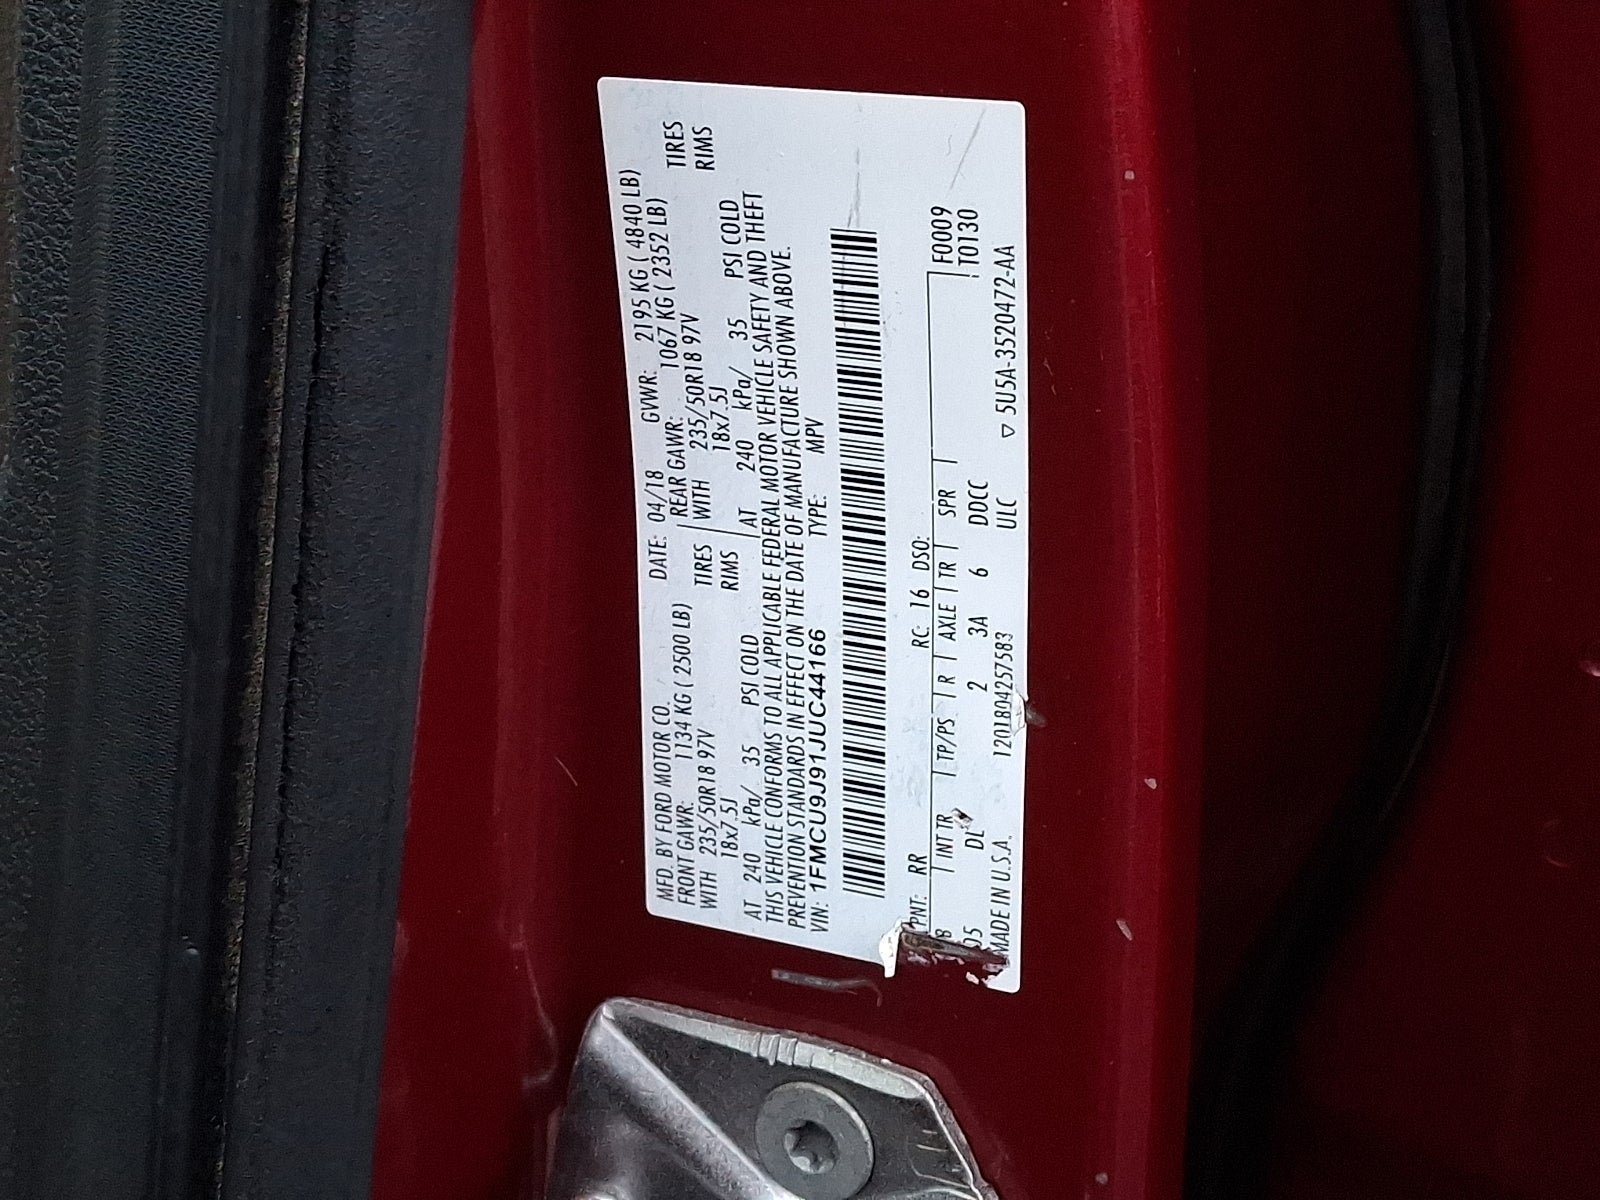 MFD. BY FORD MOTOR CO. DATE: 04/18 GVWR: 2195 KG ( 4840 LB)
FRONT GAWR: 1134 KG ( 2500 LB) REAR GAWR: 1067 KG ( 2352 LB)
WITH 235/50R18 97V TIRES WITH 235/50R18 97V TIRES
18x7.5J RIMS 18x7.5J RIMS
AT 240 kPa/ 35 PSI COLD AT 240 kPa/ 35 PSI COLD
THIS VEHICLE CONFORMS TO ALL APPLICABLE FEDERAL MOTOR VEHICLE SAFETY AND THEFT
PREVENTION STANDARDS IN EFFECT ON THE DATE OF MANUFACTURE SHOWN ABOVE.
VIN: 1FMCU9J91JUC44166 TYPE: MPV
PNT: RR RC: 16 DSO: F0009
B INT TR TP/PS R AXLE TR SPR T0130
05 DL 2 3A 6 DDCC
MADE IN U.S.A. 1201804257583 ULC ▽ 5U5A-3520472-AA